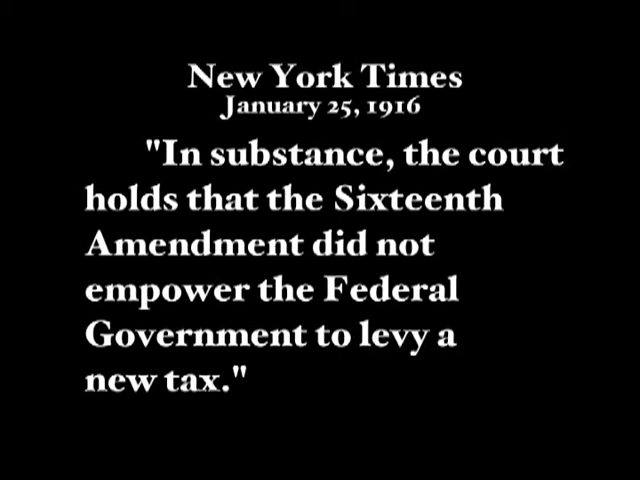 New York Times
January 25, 1916
"In substance, the court
holds that the Sixteenth
Amendment did not
empower the Federal
Government to levy a
new tax."